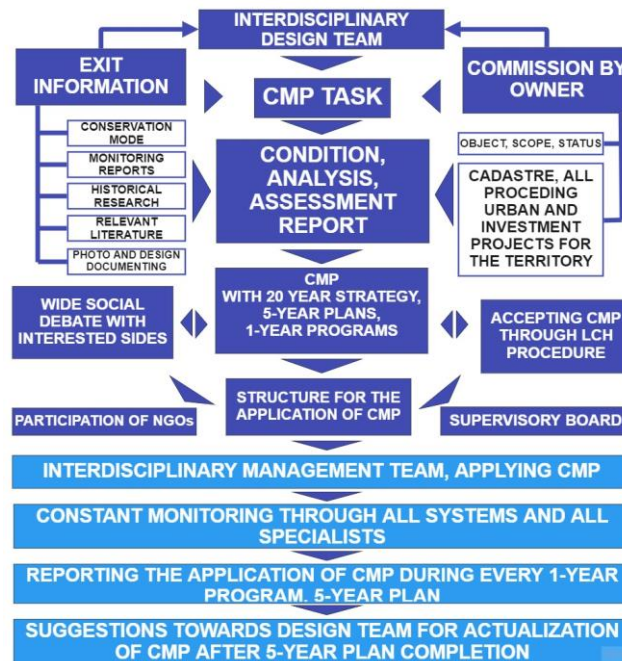 INTERDISCIPLINARY
DESIGN TEAM
EXIT
INFORMATION
COMMISSION BY
OWNER
CMP TASK
CONSERVATION
MODE
MONITORING
REPORTS
HISTORICAL
RESEARCH
RELEVANT
LITERATURE
PHOTO AND DESIGN
DOCUMENTING
CONDITION,
ANALYSIS,
ASSESSMENT
REPORT
OBJECT, SCOPE, STATUS
CADASTRE, ALL
PROCEDING
URBAN AND
INVESTMENT
PROJECTS FOR
THE TERRITORY
CMP
WITH 20 YEAR STRATEGY,
5-YEAR PLANS,
1-YEAR PROGRAMS
WIDE SOCIAL
DEBATE WITH
INTERESTED SIDES
ACCEPTING CMP
THROUGH LCH
PROCEDURE
STRUCTURE FOR THE
APPLICATION OF CMP
PARTICIPATION OF NGOs
SUPERVISORY BOARD
INTERDISCIPLINARY MANAGEMENT TEAM, APPLYING CMP
CONSTANT MONITORING THROUGH ALL SYSTEMS AND ALL
SPECIALISTS
REPORTING THE APPLICATION OF CMP DURING EVERY 1-YEAR
PROGRAM. 5-YEAR PLAN
SUGGESTIONS TOWARDS DESIGN TEAM FOR ACTUALIZATION
OF CMP AFTER 5-YEAR PLAN COMPLETION